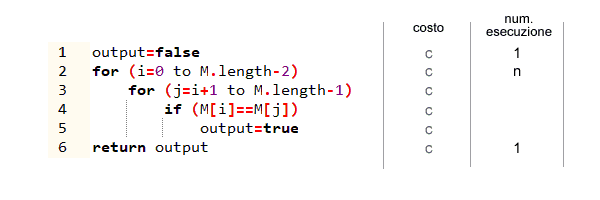 costo num. esecuzione
1 output=false c 1
2 for (i=0 to M.length-2) c n
3 for (j=i+1 to M.length-1) c
4 if (M[i]==M[j]) c
5 output=true c
6 return output c 1